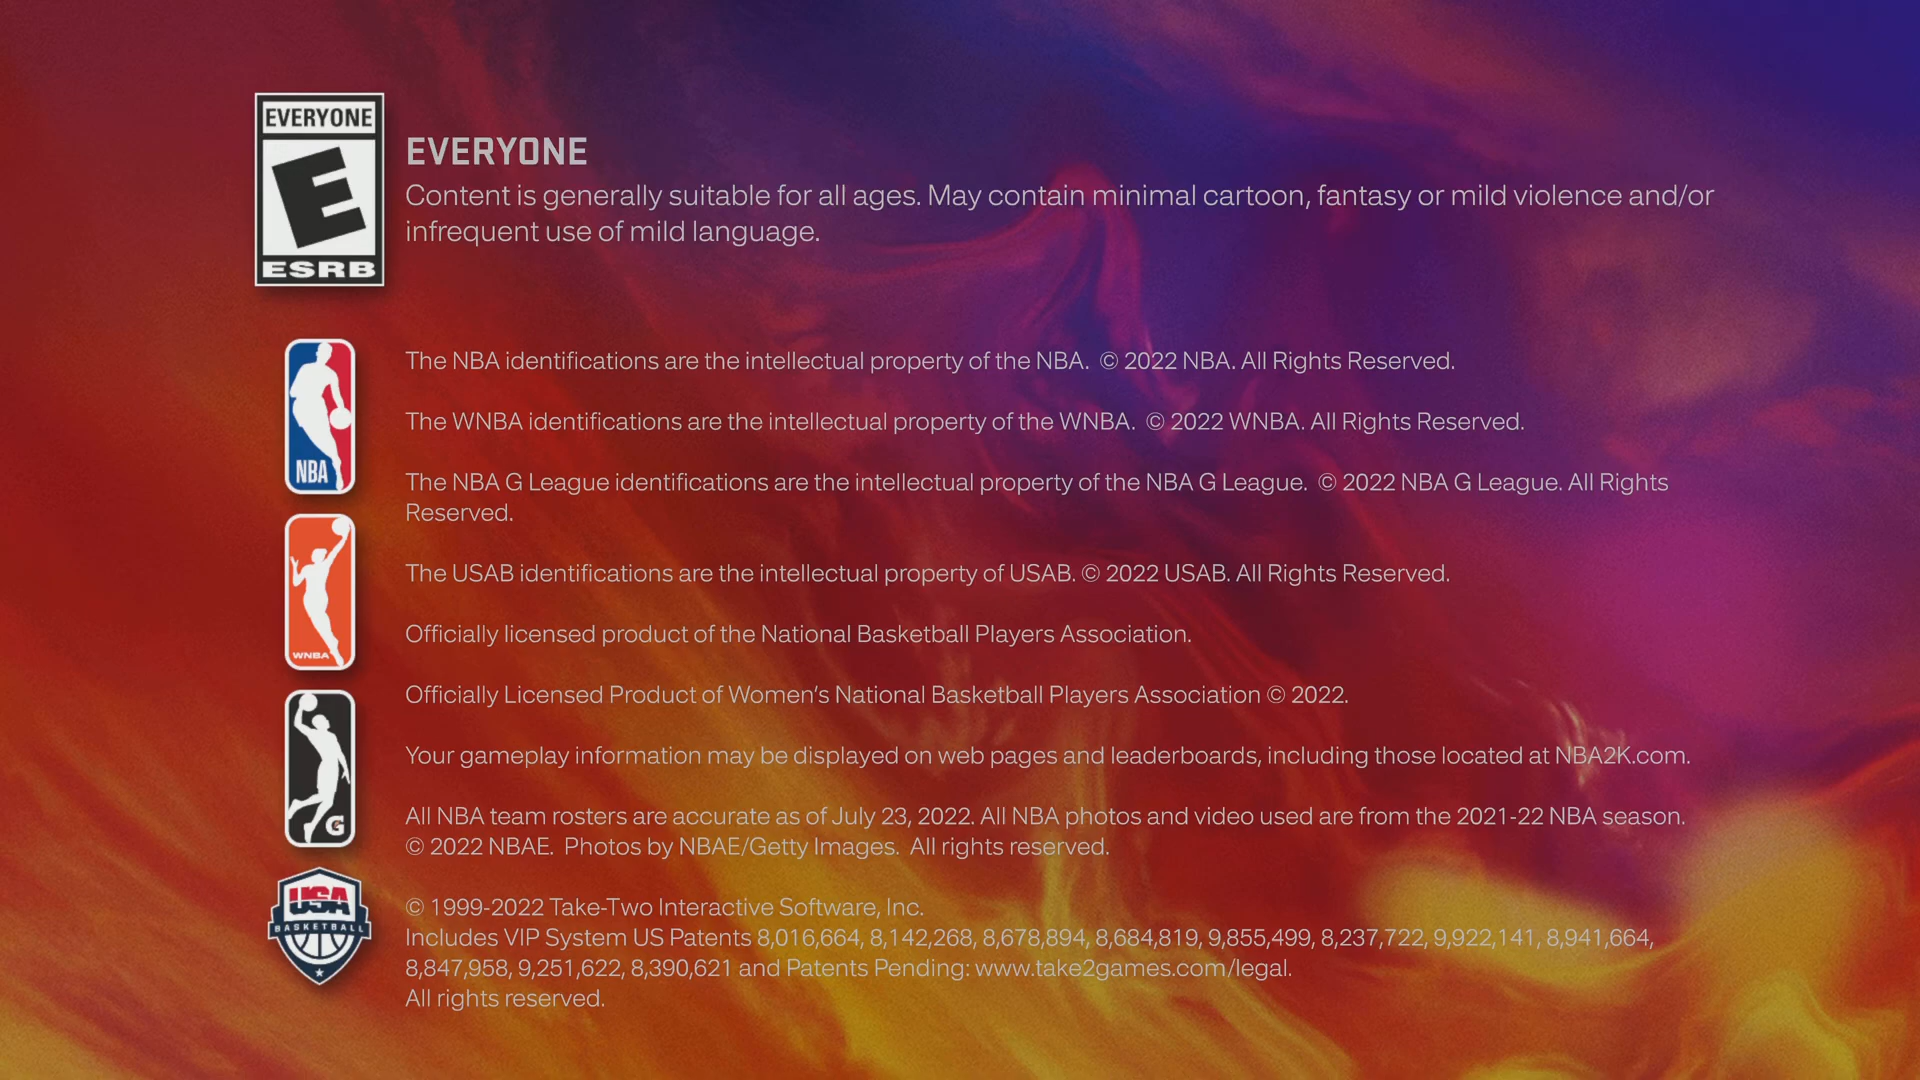 EVERYONE
E
ESRB
EVERYONE
Content is generally suitable for all ages. May contain minimal cartoon, fantasy or mild violence and/or
infrequent use of mild language.
NBA
WNBA
G
USA
BASKETBALL
The NBA identifications are the intellectual property of the NBA.  © 2022 NBA. All Rights Reserved.
The WNBA identifications are the intellectual property of the WNBA.  © 2022 WNBA. All Rights Reserved.
The NBA G League identifications are the intellectual property of the NBA G League.  © 2022 NBA G League. All Rights
Reserved.
The USAB identifications are the intellectual property of USAB. © 2022 USAB. All Rights Reserved.
Officially licensed product of the National Basketball Players Association.
Officially Licensed Product of Women's National Basketball Players Association © 2022.
Your gameplay information may be displayed on web pages and leaderboards, including those located at NBA2K.com.
All NBA team rosters are accurate as of July 23, 2022. All NBA photos and video used are from the 2021-22 NBA season.
© 2022 NBAE.  Photos by NBAE/Getty Images.  All rights reserved.
© 1999-2022 Take-Two Interactive Software, Inc.
Includes VIP System US Patents 8,016,664, 8,142,268, 8,678,894, 8,684,819, 9,855,499, 8,237,722, 9,922,141, 8,941,664,
8,847,958, 9,251,622, 8,390,621 and Patents Pending: www.take2games.com/legal.
All rights reserved.